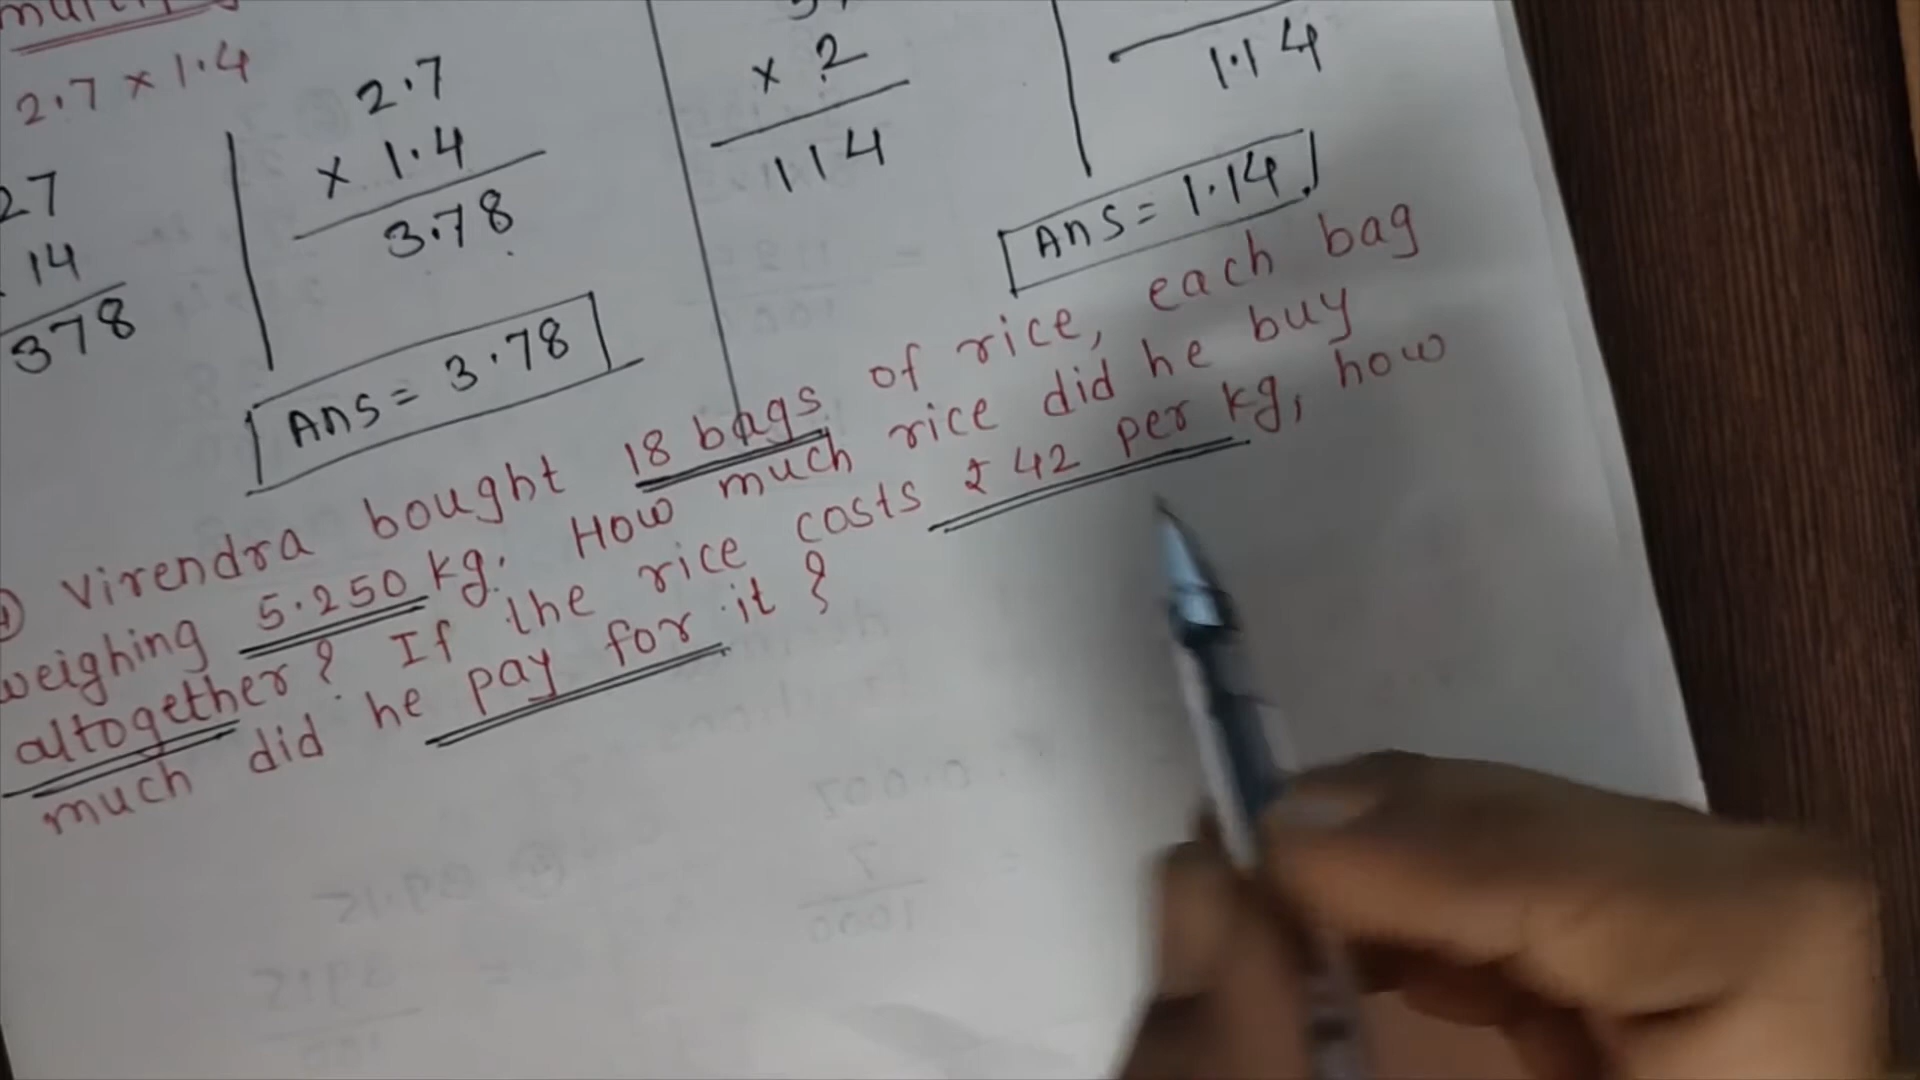 2.7 x 1.4
27
14
378
2.7
x 1.4
3.78
Ans = 3.78
x 2
114
1.14
Ans = 1.14
Virendra bought 18 bags of rice, each bag
weighing 5.250 kg. How much rice did he buy
altogether? If the rice costs ₹ 42 per kg, how
much did he pay for it?